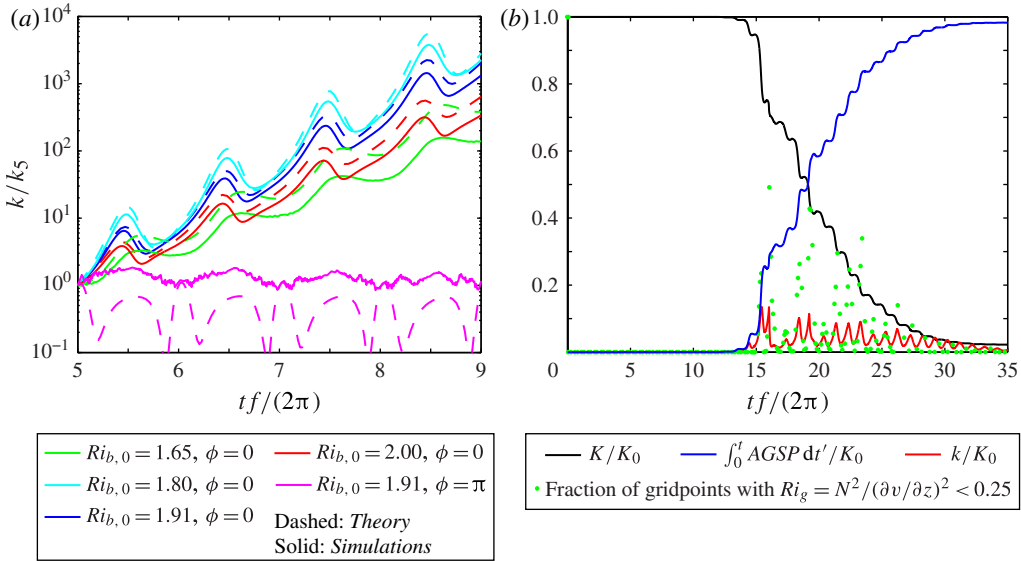 (a)
10^4
10^3
10^2
10^1
10^0
10^−1
k/k_5
5 6 7 8 9
tf/(2π)
(b)
1.0
0.8
0.6
0.4
0.2
0 5 10 15 20 25 30 35
tf/(2π)
Ri_{b,0} = 1.65, φ = 0
Ri_{b,0} = 1.80, φ = 0
Ri_{b,0} = 1.91, φ = 0
Ri_{b,0} = 2.00, φ = 0
Ri_{b,0} = 1.91, φ = π
Dashed: Theory
Solid: Simulations
K/K_0 ∫_0^t AGSP dt′/K_0 k/K_0
Fraction of gridpoints with Ri_g = N^2/(∂v/∂z)^2 < 0.25